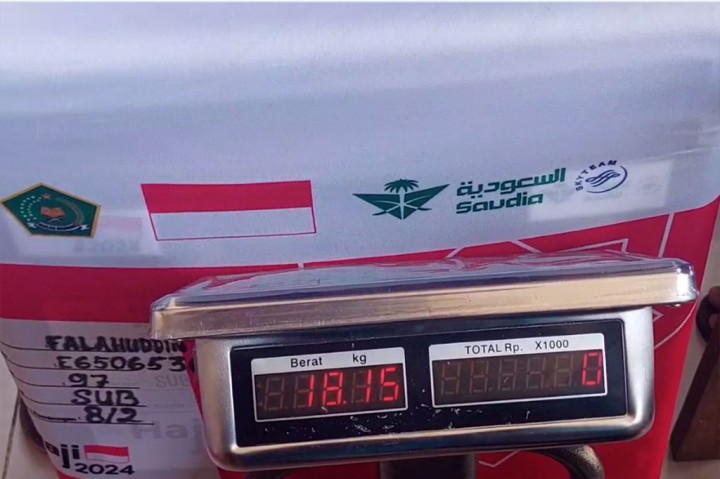 السعودية
saudia
SKYTEAM
FALAHUDDIN
E650653
97
SUB
8/2
Haji
2024
Berat kg
18.15
TOTAL Rp. X1000
0